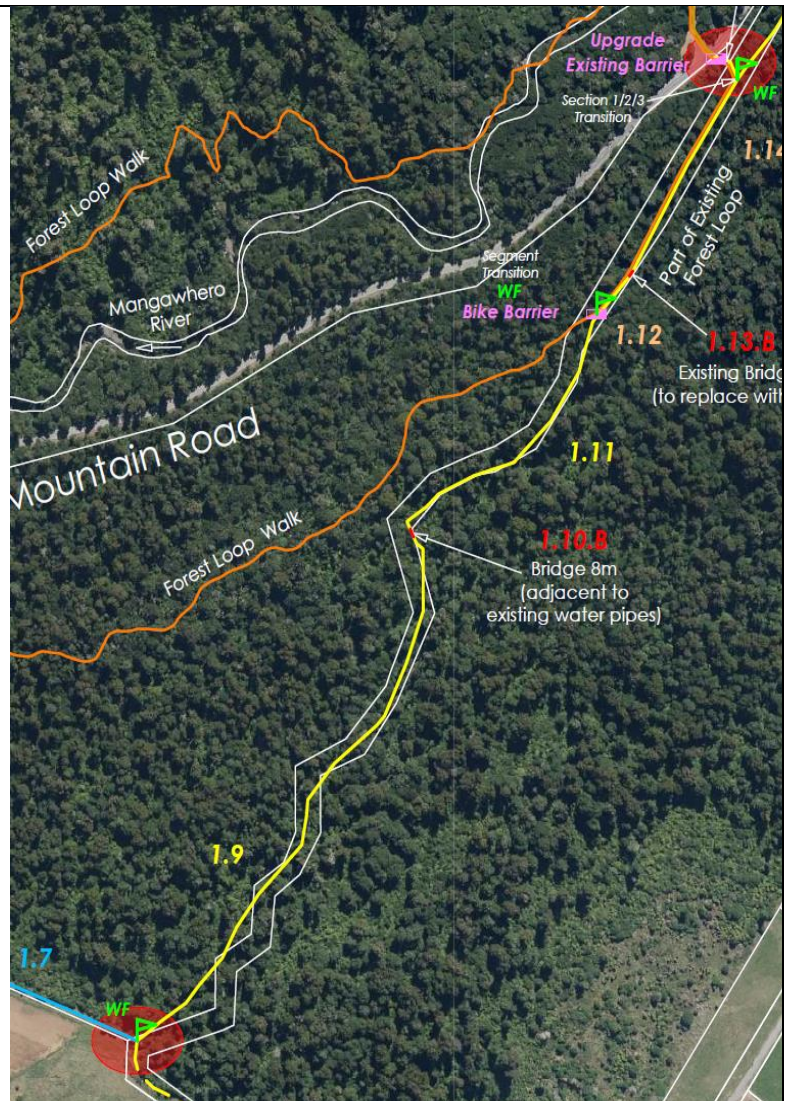 Upgrade
Existing Barrier
Section 1/2/3
Transition
WF
1.14
Forest Loop Walk
Part of Existing
Forest Loop
Segment
Transition
WF
Bike Barrier
Mangawhero
River
1.12
1.13.B
Existing Bridg
(to replace with
Mountain Road
1.11
Forest Loop Walk
1.10.B
Bridge 8m
(adjacent to
existing water pipes)
1.9
1.7
WF